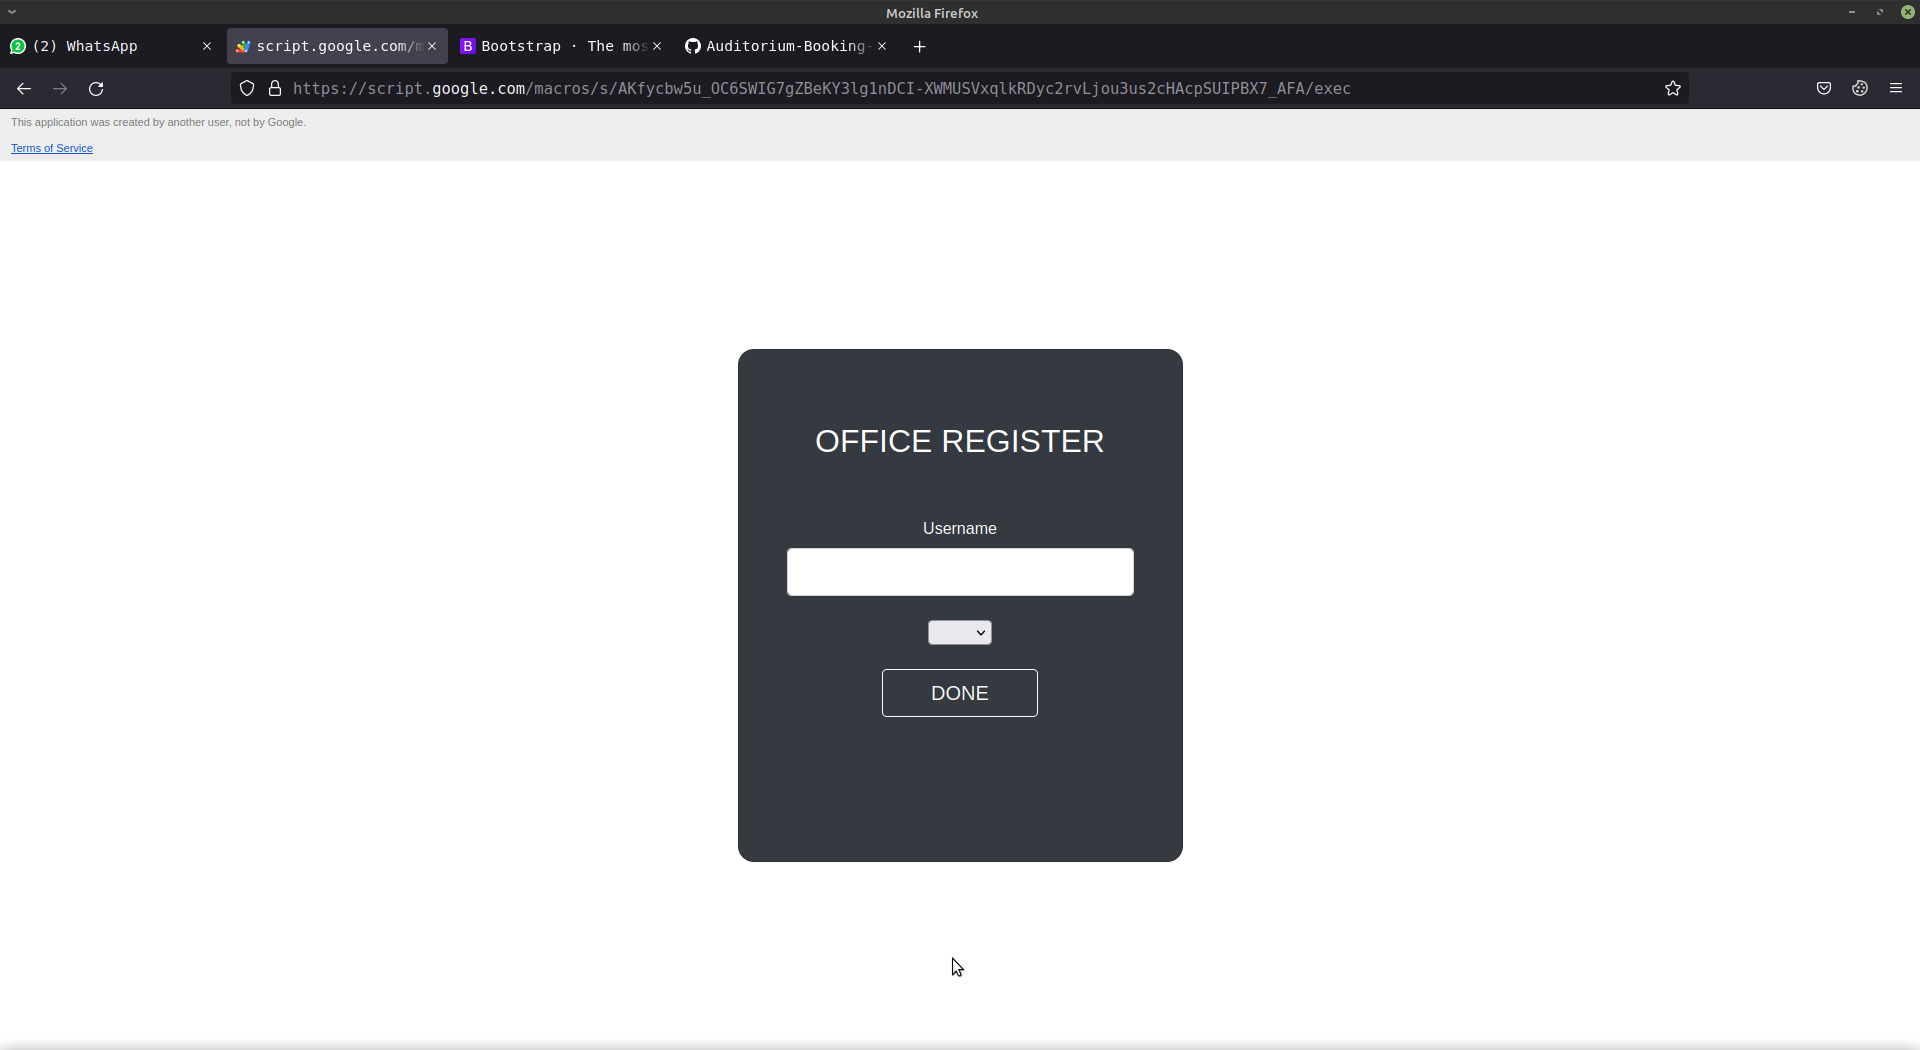 Mozilla Firefox
(2) WhatsApp
script.google.com/m
B Bootstrap · The mos
Auditorium-Booking-
https://script.google.com/macros/s/AKfycbw5u_OC6SWIG7gZBeKY3lg1nDCI-XWMUSVxqlkRDyc2rvLjou3us2cHAcpSUIPBX7_AFA/exec
This application was created by another user, not by Google.
Terms of Service
OFFICE REGISTER
Username
DONE